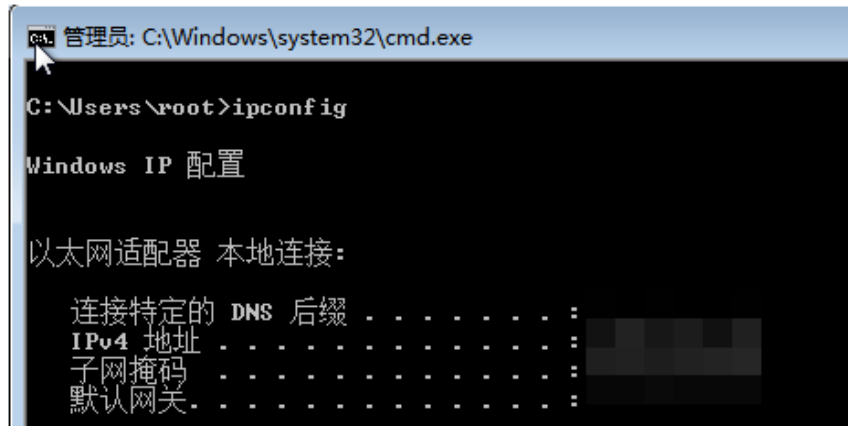 管理员: C:\Windows\system32\cmd.exe
C:\Users\root>ipconfig
Windows IP 配置
以太网适配器 本地连接:
连接特定的 DNS 后缀 . . . . . . . :
IPv4 地址 . . . . . . . . . . . . :
子网掩码 . . . . . . . . . . . . :
默认网关. . . . . . . . . . . . . :